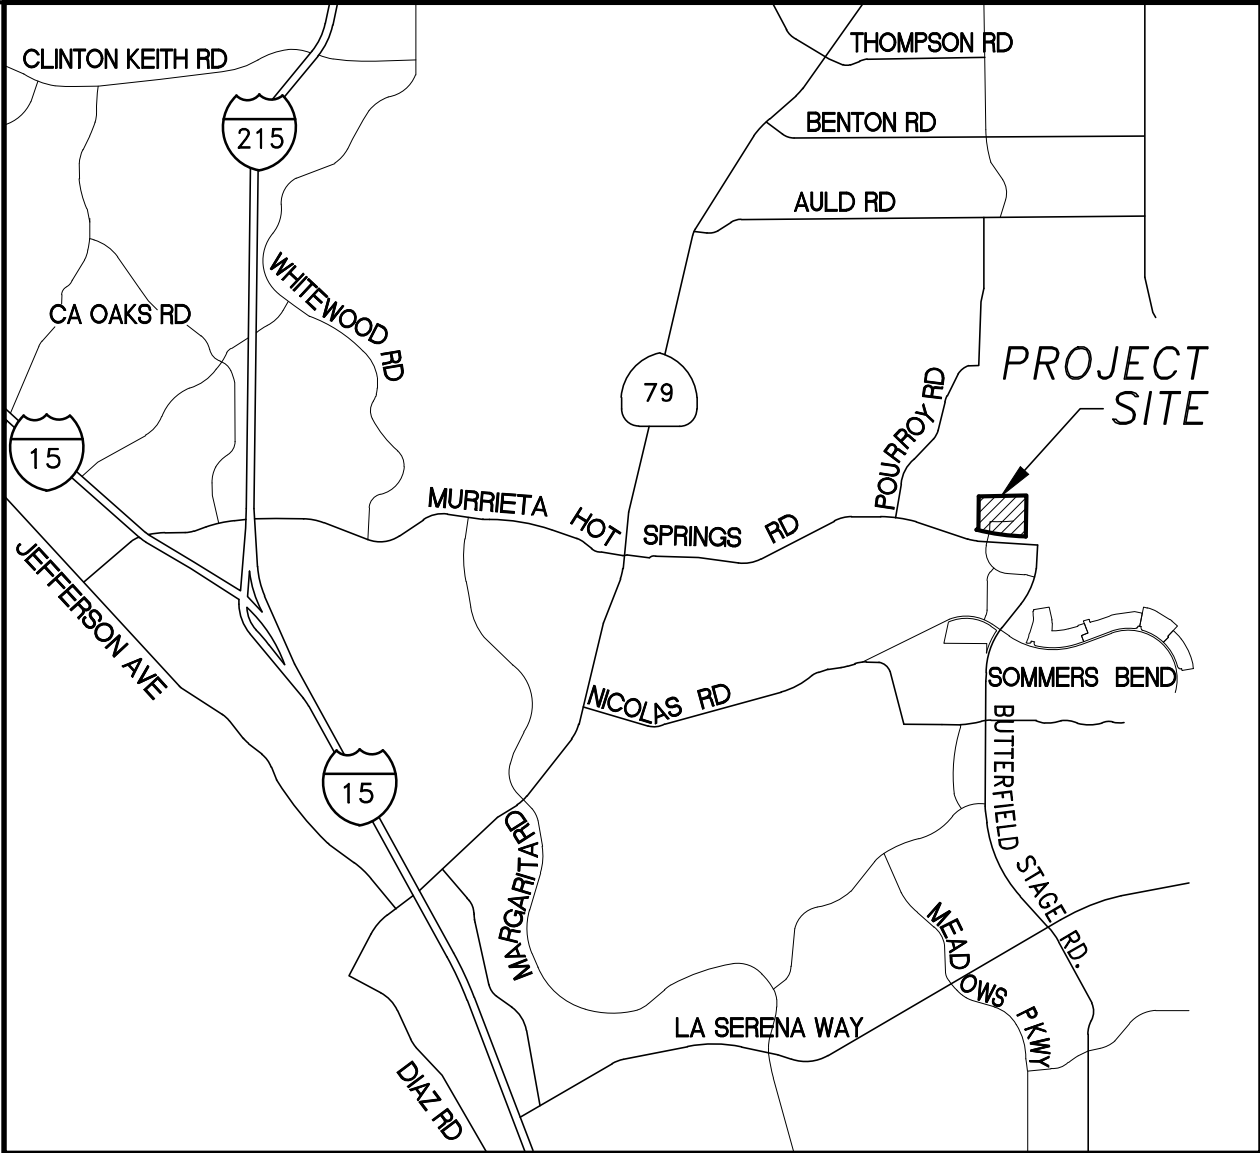 THOMPSON RD
CLINTON KEITH RD
BENTON RD
215
AULD RD
WHITEWOOD RD
CA OAKS RD
PROJECT
SITE
79
POURROY RD
15
MURRIETA HOT SPRINGS RD
JEFFERSON AVE
SOMMERS BEND
NICOLAS RD
BUTTERFIELD STAGE RD.
15
MARGARITA RD
MEADOWS PKWY
LA SERENA WAY
DIAZ RD